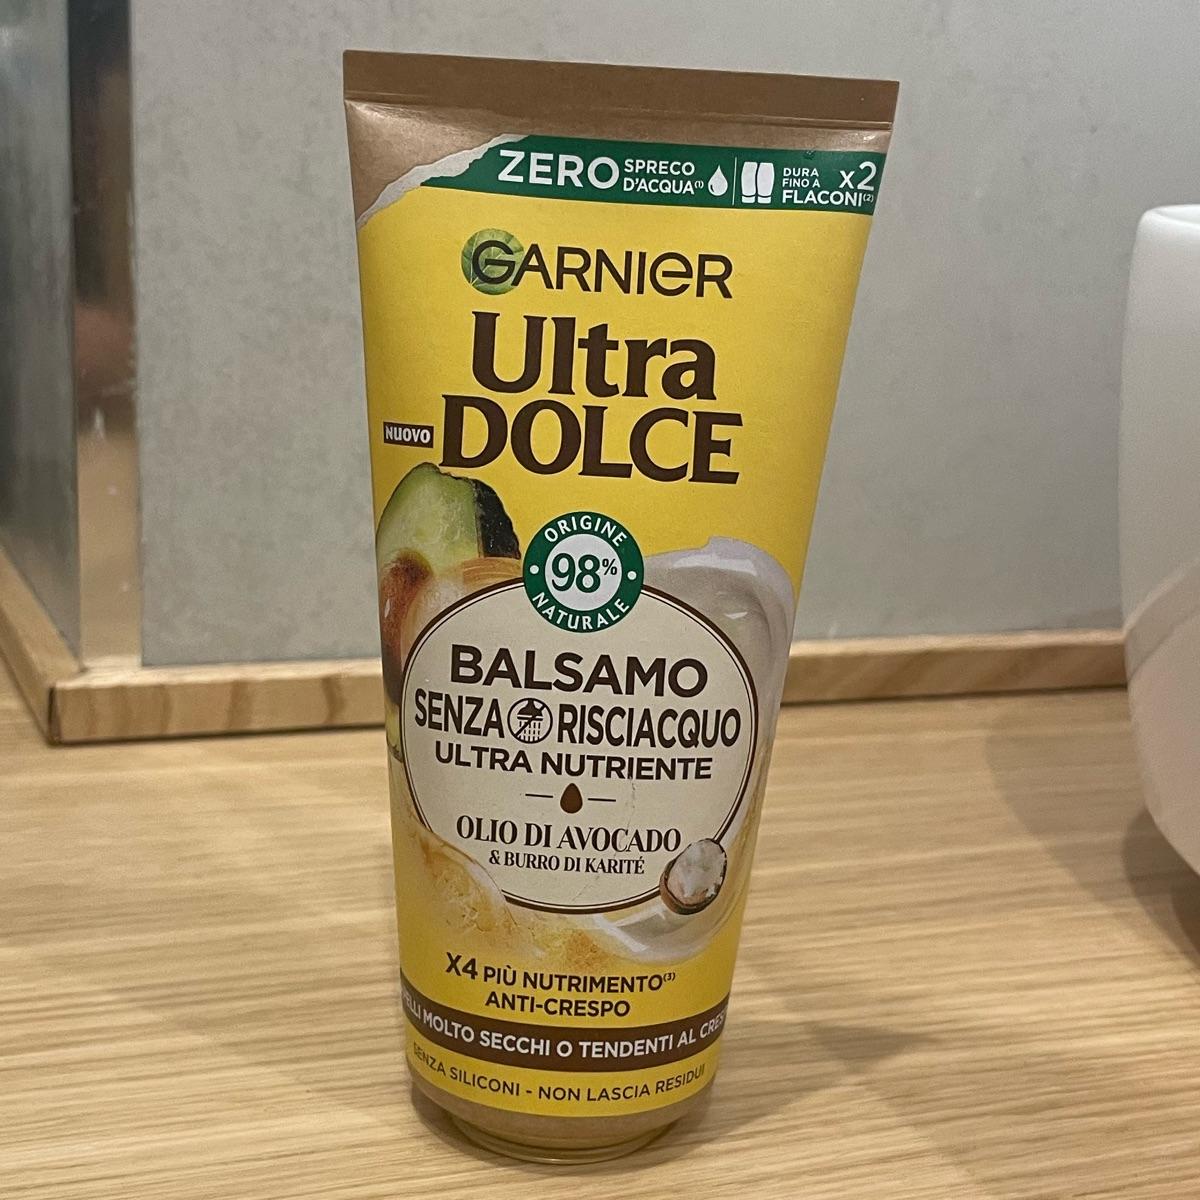 ZERO SPRECO D'ACQUA(1)
DURA FINO A X2 FLACONI(2)
GARNIER
Ultra
NUOVO
DOLCE
ORIGINE
98%
NATURALE
BALSAMO
SENZA RISCIACQUO
ULTRA NUTRIENTE
OLIO DI AVOCADO
& BURRO DI KARITÉ
X4 PIÙ NUTRIMENTO(3)
ANTI-CRESPO
MOLTO SECCHI O TENDENTI AL
SENZA SILICONI - NON LASCIA RESIDUI